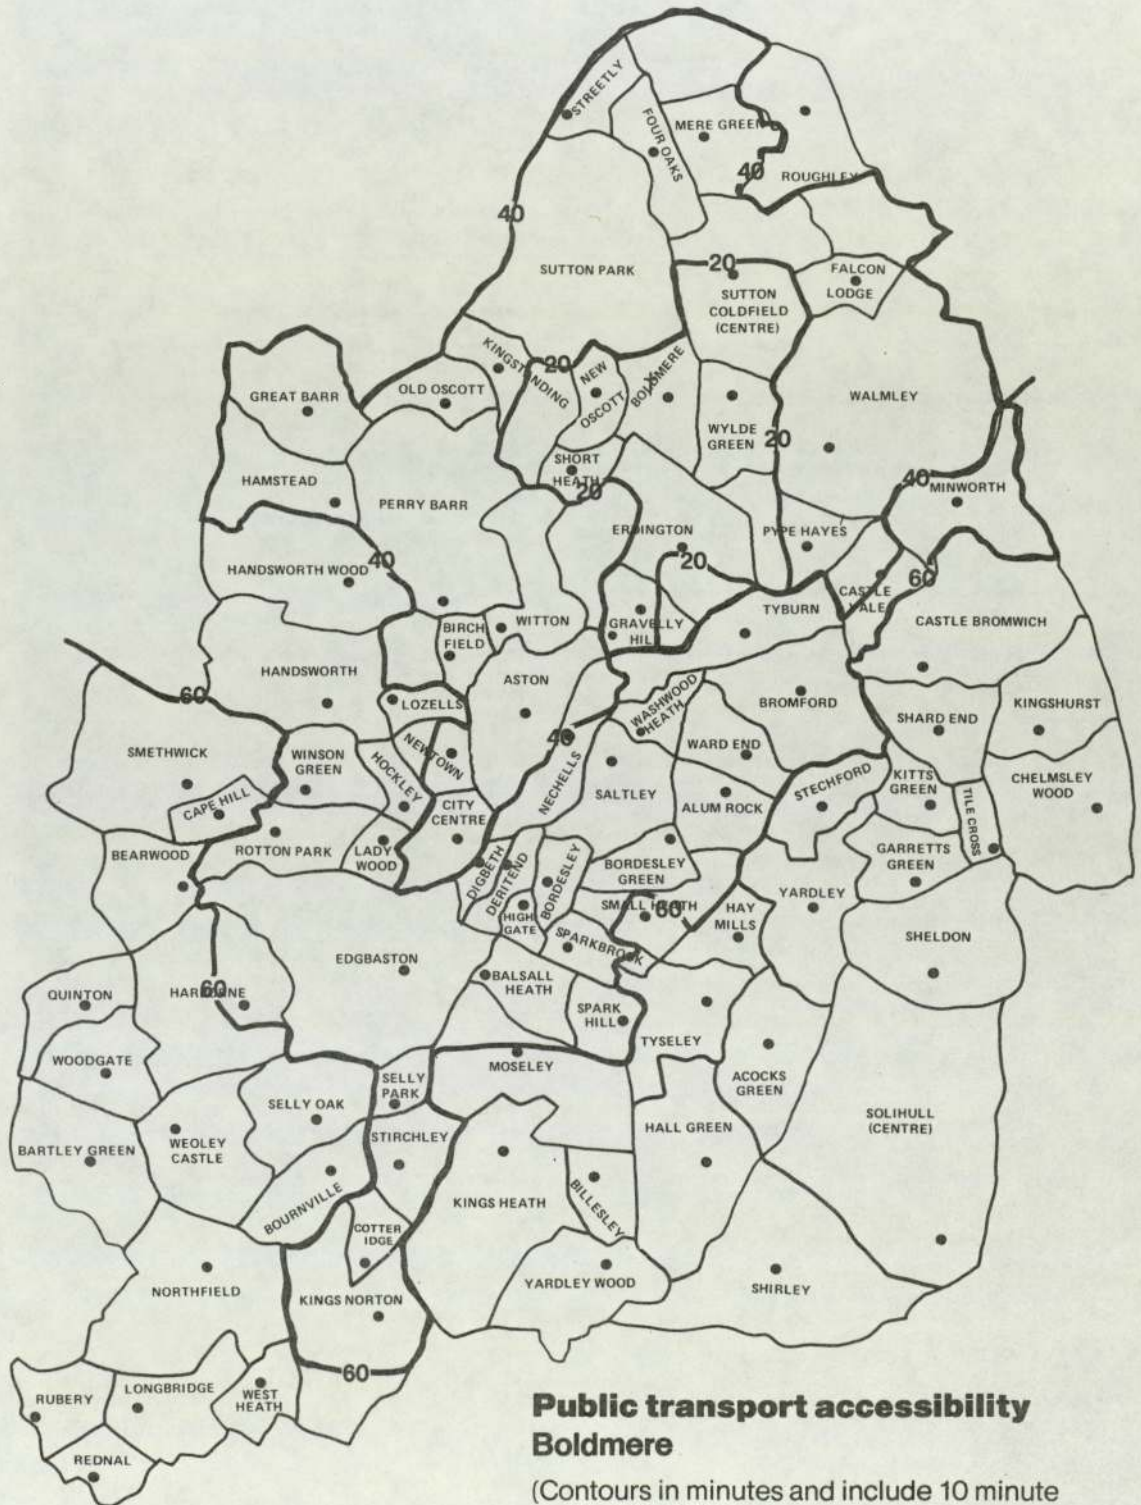 STREETLY
FOUR OAKS
MERE GREEN
40
ROUGHLEY
40
SUTTON PARK
20
SUTTON
COLDFIELD
(CENTRE)
FALCON
LODGE
KINGSTANDING
20
NEW
OSCOTT
BOLDMERE
GREAT BARR
OLD OSCOTT
WALMLEY
WYLDE
GREEN
20
SHORT
HEATH
20
HAMSTEAD
PERRY BARR
40
MINWORTH
ERDINGTON
PYPE HAYES
HANDSWORTH WOOD
40
20
60
CASTLE
VALE
TYBURN
CASTLE BROMWICH
BIRCH
FIELD
WITTON
GRAVELLY
HILL
HANDSWORTH
ASTON
60
LOZELLS
WASHWOOD
HEATH
BROMFORD
KINGSHURST
SHARD END
SMETHWICK
WINSON
GREEN
HOCKLEY
NEWTOWN
40
NECHELLS
WARD END
STECHFORD
KITTS
GREEN
CHELMSLEY
WOOD
CAPE HILL
CITY
CENTRE
SALTLEY
ALUM ROCK
TILE CROSS
BEARWOOD
ROTTON PARK
LADY
WOOD
DIGBETH
DERITEND
BORDESLEY
BORDESLEY
GREEN
GARRETTS
GREEN
YARDLEY
SMALL HEATH
60
HAY
MILLS
HIGH
GATE
SPARKBROOK
SHELDON
EDGBASTON
BALSALL
HEATH
QUINTON
HARBORNE
60
SPARK
HILL
TYSELEY
WOODGATE
MOSELEY
SELLY
PARK
ACOCKS
GREEN
SELLY OAK
SOLIHULL
(CENTRE)
BARTLEY GREEN
WEOLEY
CASTLE
STIRCHLEY
HALL GREEN
BOURNVILLE
KINGS HEATH
BILLESLEY
COTTER
IDGE
NORTHFIELD
KINGS NORTON
YARDLEY WOOD
SHIRLEY
60
RUBERY
LONGBRIDGE
WEST
HEATH
REDNAL
Public transport accessibility
Boldmere
(Contours in minutes and include 10 minute